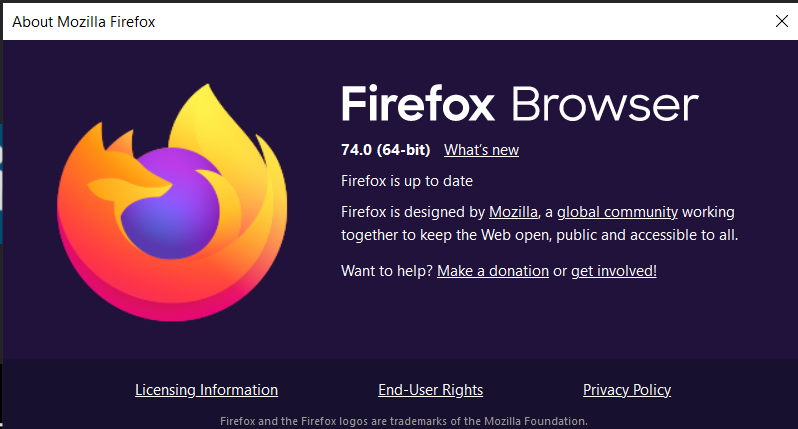 About Mozilla Firefox
Firefox Browser
74.0 (64-bit) What's new
Firefox is up to date
Firefox is designed by Mozilla, a global community working
together to keep the Web open, public and accessible to all.
Want to help? Make a donation or get involved!
Licensing Information End-User Rights Privacy Policy
Firefox and the Firefox logos are trademarks of the Mozilla Foundation.